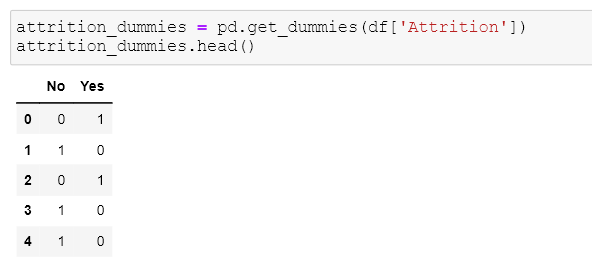 attrition_dummies = pd.get_dummies(df['Attrition'])
attrition_dummies.head()
No Yes
0 0 1
1 1 0
2 0 1
3 1 0
4 1 0